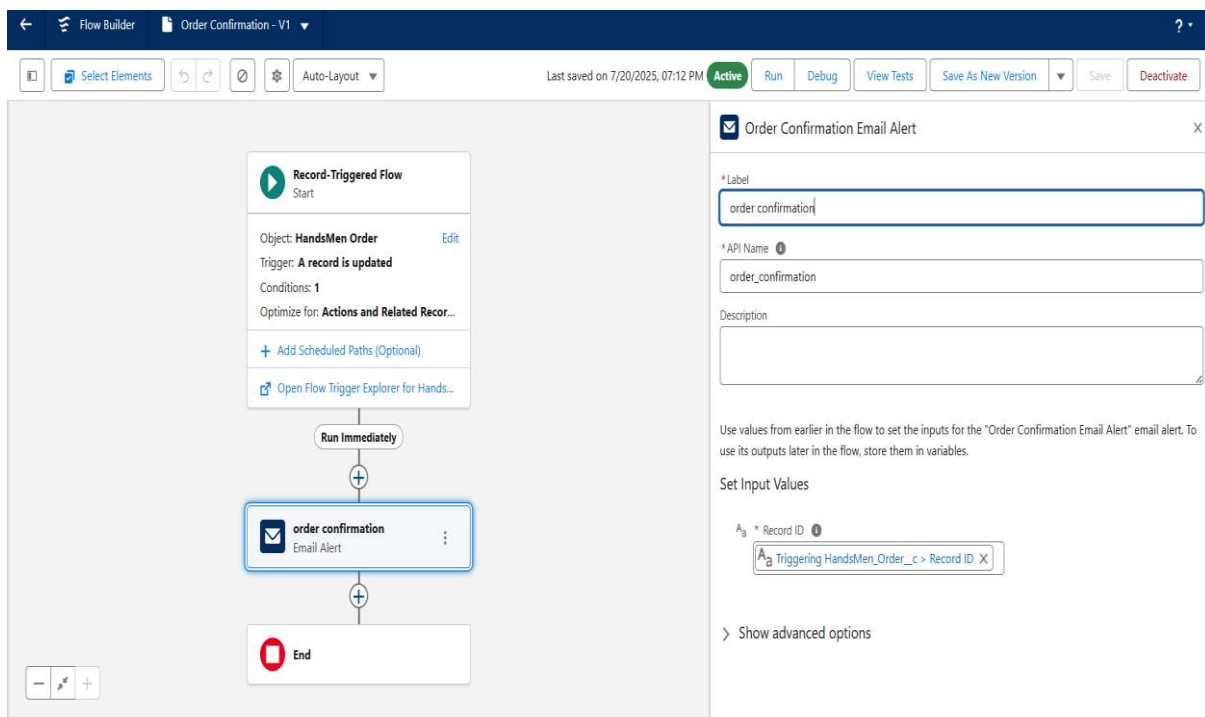 Flow Builder
Order Confirmation - V1
?
Select Elements
Auto-Layout
Last saved on 7/20/2025, 07:12 PM
Active
Run
Debug
View Tests
Save As New Version
Save
Deactivate
Record-Triggered Flow
Start
Object: HandsMen Order
Edit
Trigger: A record is updated
Conditions: 1
Optimize for: Actions and Related Recor...
+ Add Scheduled Paths (Optional)
Open Flow Trigger Explorer for Hands...
Run Immediately
order confirmation
Email Alert
End
Order Confirmation Email Alert
X
*Label
order confirmation
*API Name
order_confirmation
Description
Use values from earlier in the flow to set the inputs for the "Order Confirmation Email Alert" email alert. To
use its outputs later in the flow, store them in variables.
Set Input Values
Aa * Record ID
Aa Triggering HandsMen_Order__c > Record ID X
Show advanced options